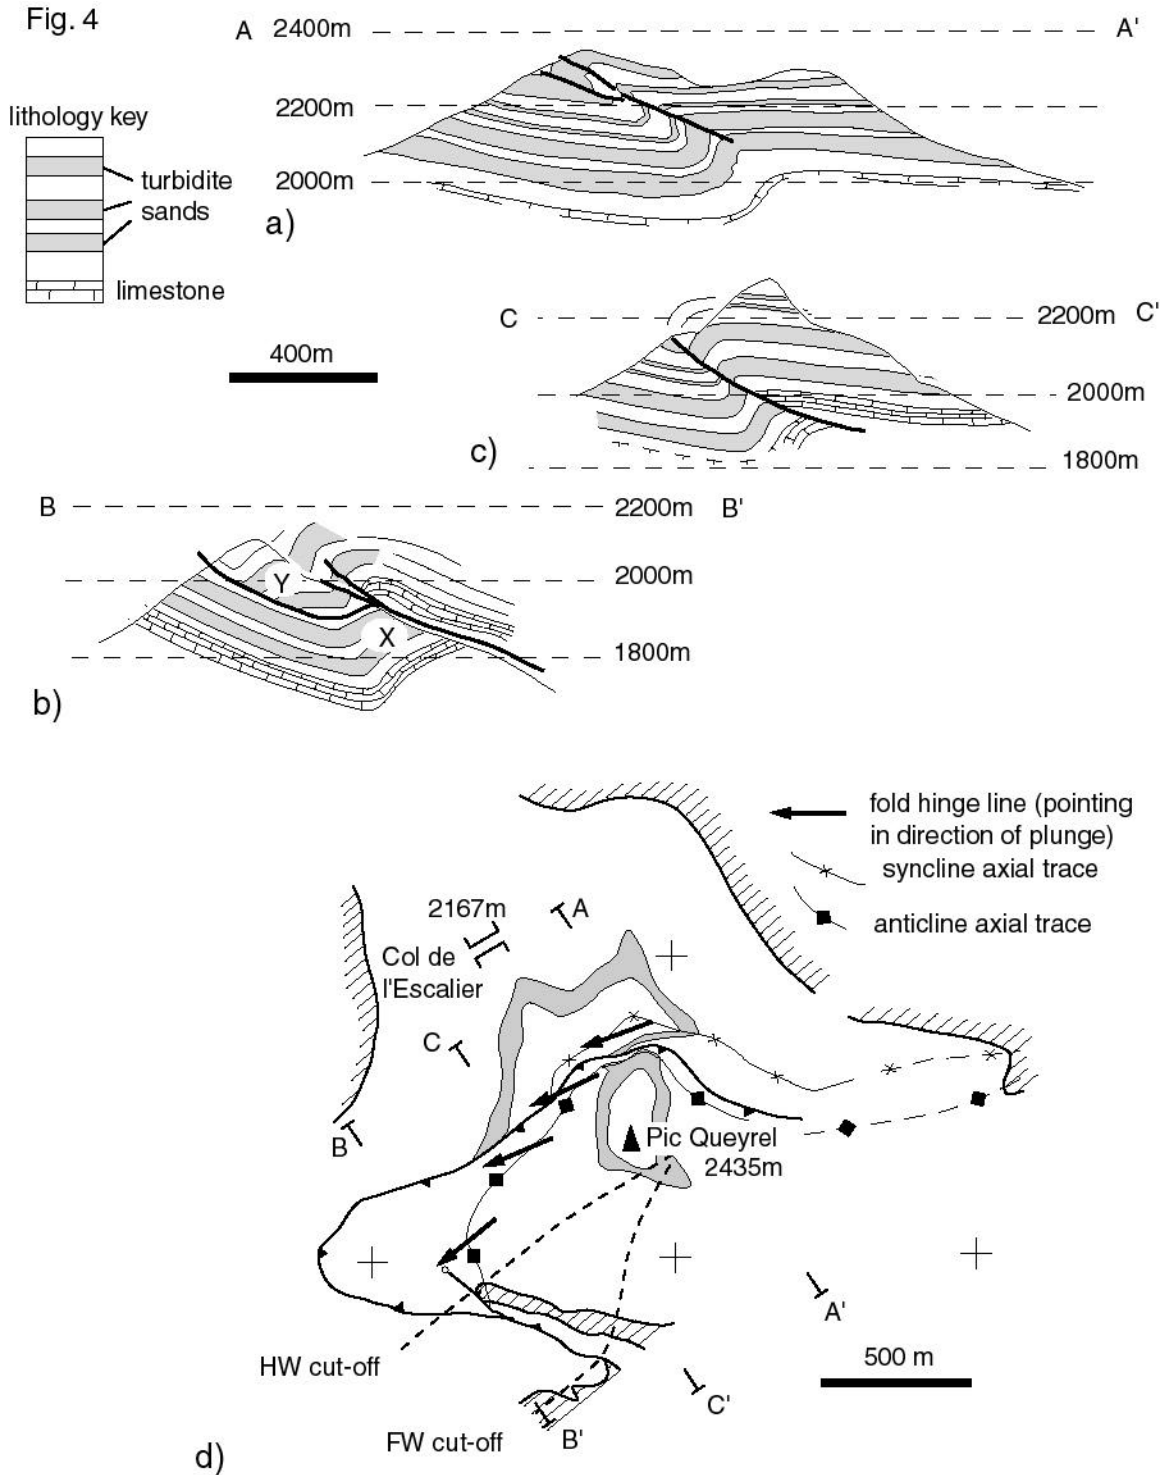 Fig. 4
A 2400m A'
2200m
2000m
a)
lithology key
turbidite
sands
limestone
400m
C 2200m C'
2000m
1800m
c)
B 2200m B'
2000m
1800m
Y
X
b)
fold hinge line (pointing
in direction of plunge)
syncline axial trace
anticline axial trace
2167m
A
Col de
l'Escalier
C
B
Pic Queyrel
2435m
A'
HW cut-off
500 m
C'
FW cut-off
B'
d)